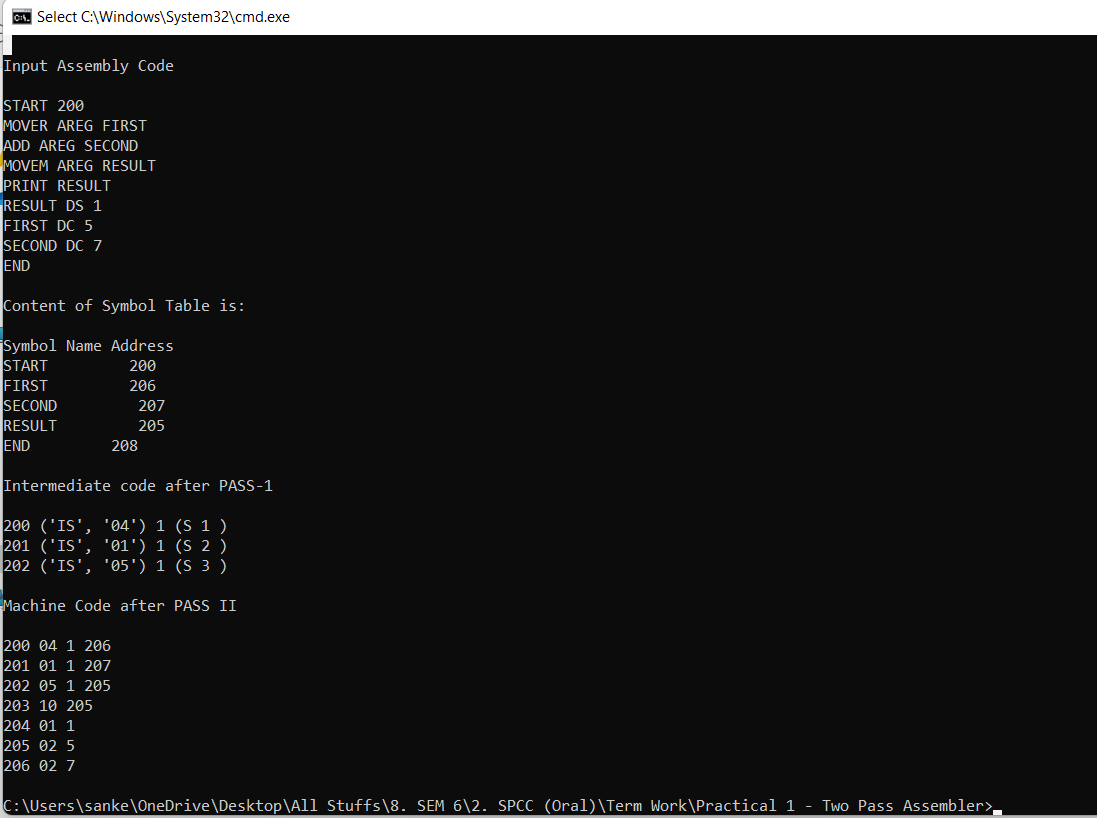 Select C:\Windows\System32\cmd.exe
Input Assembly Code
START 200
MOVER AREG FIRST
ADD AREG SECOND
MOVEM AREG RESULT
PRINT RESULT
RESULT DS 1
FIRST DC 5
SECOND DC 7
END
Content of Symbol Table is:
Symbol Name Address
START         200
FIRST         206
SECOND         207
RESULT         205
END         208
Intermediate code after PASS-1
200 ('IS', '04') 1 (S 1 )
201 ('IS', '01') 1 (S 2 )
202 ('IS', '05') 1 (S 3 )
Machine Code after PASS II
200 04 1 206
201 01 1 207
202 05 1 205
203 10 205
204 01 1
205 02 5
206 02 7
C:\Users\sanke\OneDrive\Desktop\All Stuffs\8. SEM 6\2. SPCC (Oral)\Term Work\Practical 1 - Two Pass Assembler>